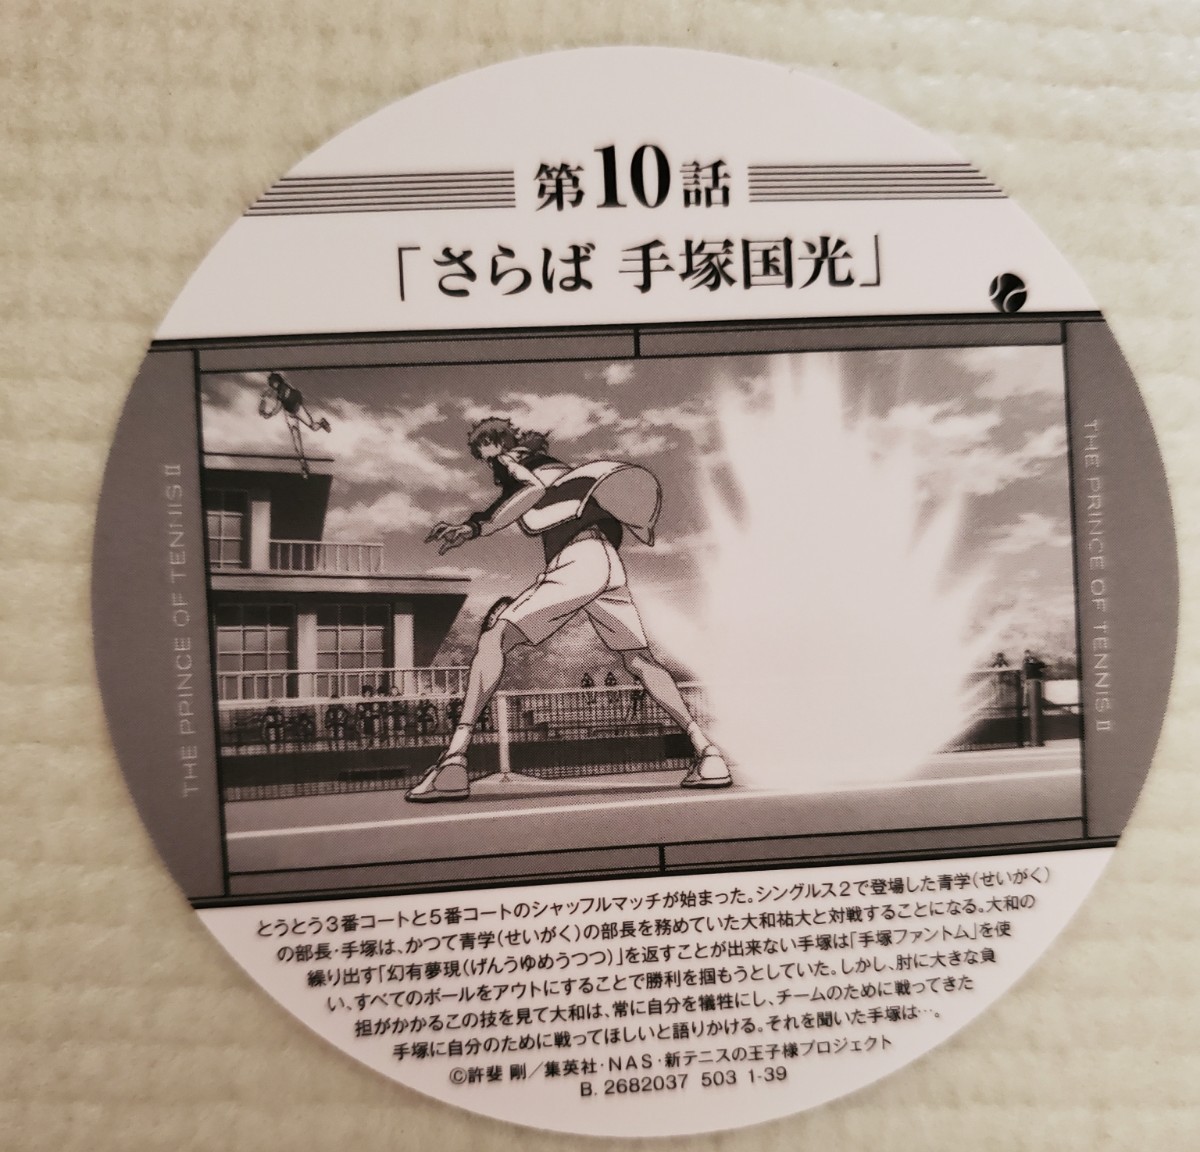 第10話
「さらば 手塚国光」
THE PRINCE OF TENNIS II
THE PRINCE OF TENNIS II
とうとう3番コートと5番コートのシャッフルマッチが始まった。シングルス2で登場した青学(せいがく)
の部長・手塚は、かつて青学(せいがく)の部長を務めていた大和祐大と対戦することになる。大和の
繰り出す「幻有夢現(げんうゆめうつつ)」を返すことが出来ない手塚は「手塚ファントム」を使
い、すべてのボールをアウトにすることで勝利を掴もうとしていた。しかし、肘に大きな負
担がかかるこの技を見て大和は、常に自分を犠牲にし、チームのために戦ってきた
手塚に自分のために戦ってほしいと語りかける。それを聞いた手塚は…。
©許斐 剛／集英社・NAS・新テニスの王子様プロジェクト
B. 2682037 503 1-39